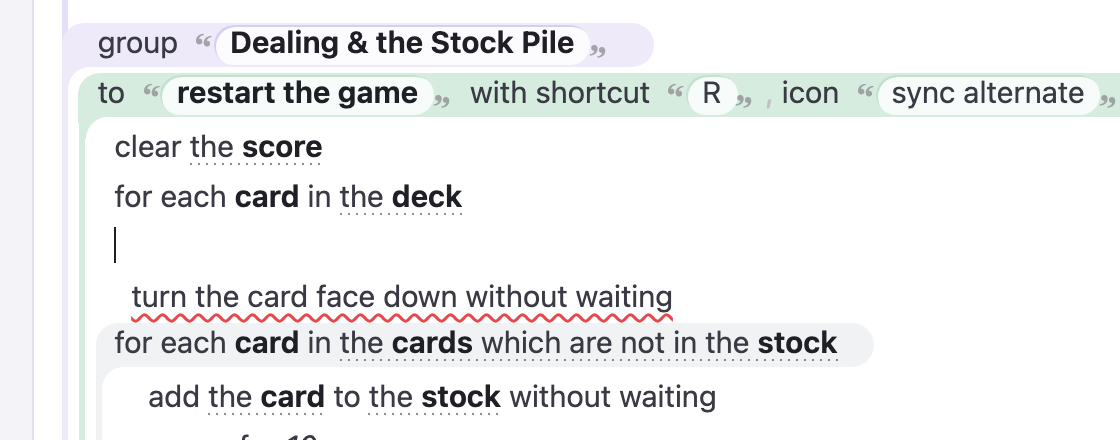 group “Dealing & the Stock Pile”
to “restart the game” with shortcut “R”, icon “sync alternate”
clear the score
for each card in the deck
turn the card face down without waiting
for each card in the cards which are not in the stock
add the card to the stock without waiting